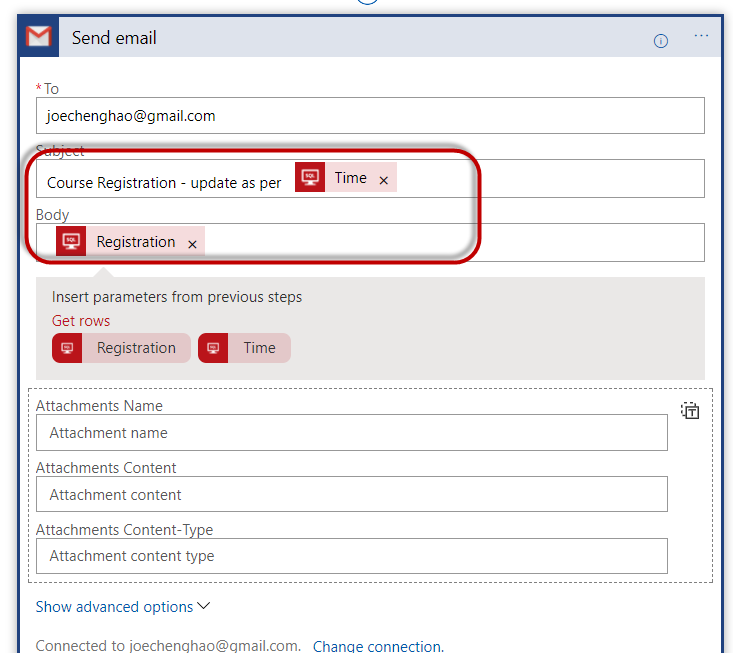 Send email
* To
joechenghao@gmail.com
Subject
Course Registration - update as per SQL Time ×
Body
SQL Registration ×
Insert parameters from previous steps
Get rows
Registration Time
Attachments Name
Attachment name
Attachments Content
Attachment content
Attachments Content-Type
Attachment content type
Show advanced options
Connected to joechenghao@gmail.com. Change connection.